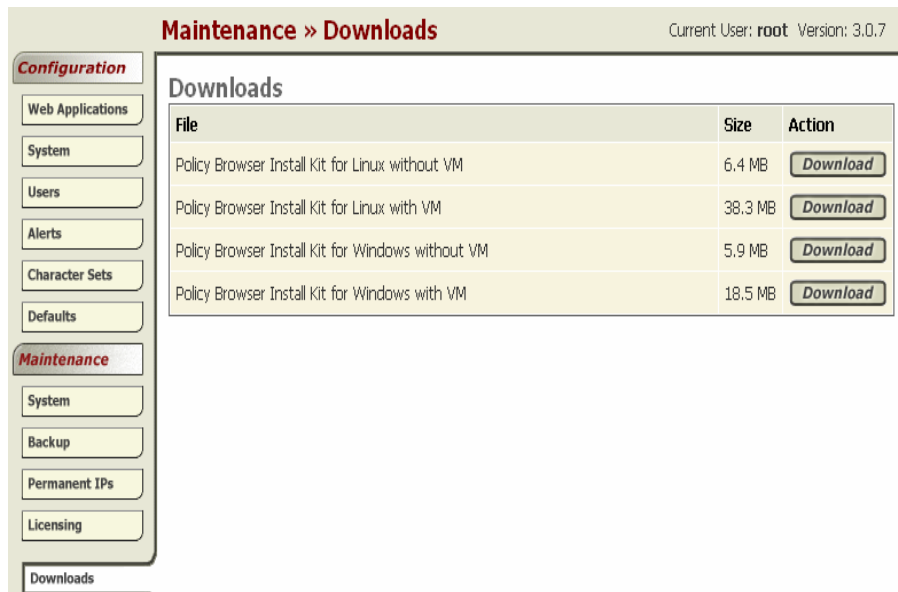 Maintenance » Downloads
Current User: root Version: 3.0.7
Configuration
Web Applications
System
Users
Alerts
Character Sets
Defaults
Maintenance
System
Backup
Permanent IPs
Licensing
Downloads
Downloads
File Size Action
Policy Browser Install Kit for Linux without VM 6.4 MB Download
Policy Browser Install Kit for Linux with VM 38.3 MB Download
Policy Browser Install Kit for Windows without VM 5.9 MB Download
Policy Browser Install Kit for Windows with VM 18.5 MB Download